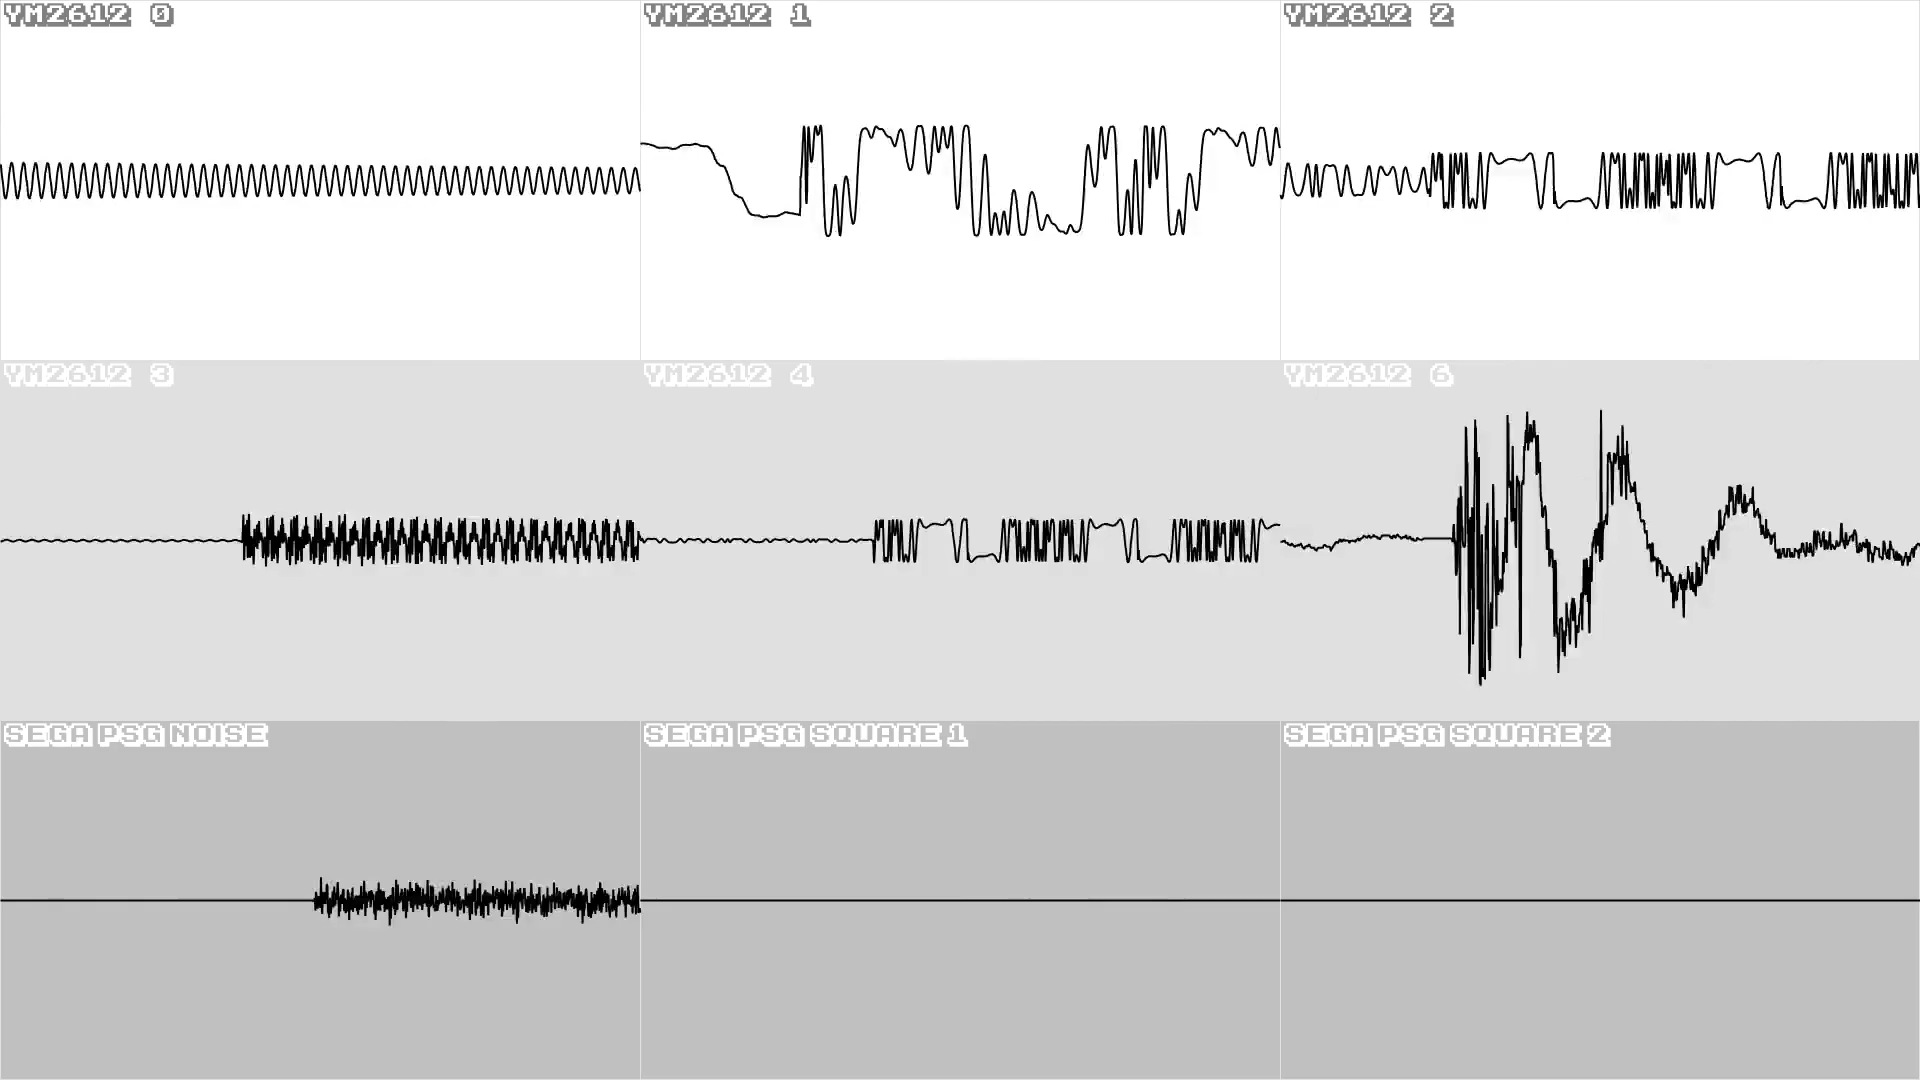 YM2612 0
YM2612 1
YM2612 2
YM2612 3
YM2612 4
YM2612 6
SEGA PSG NOISE
SEGA PSG SQUARE 1
SEGA PSG SQUARE 2